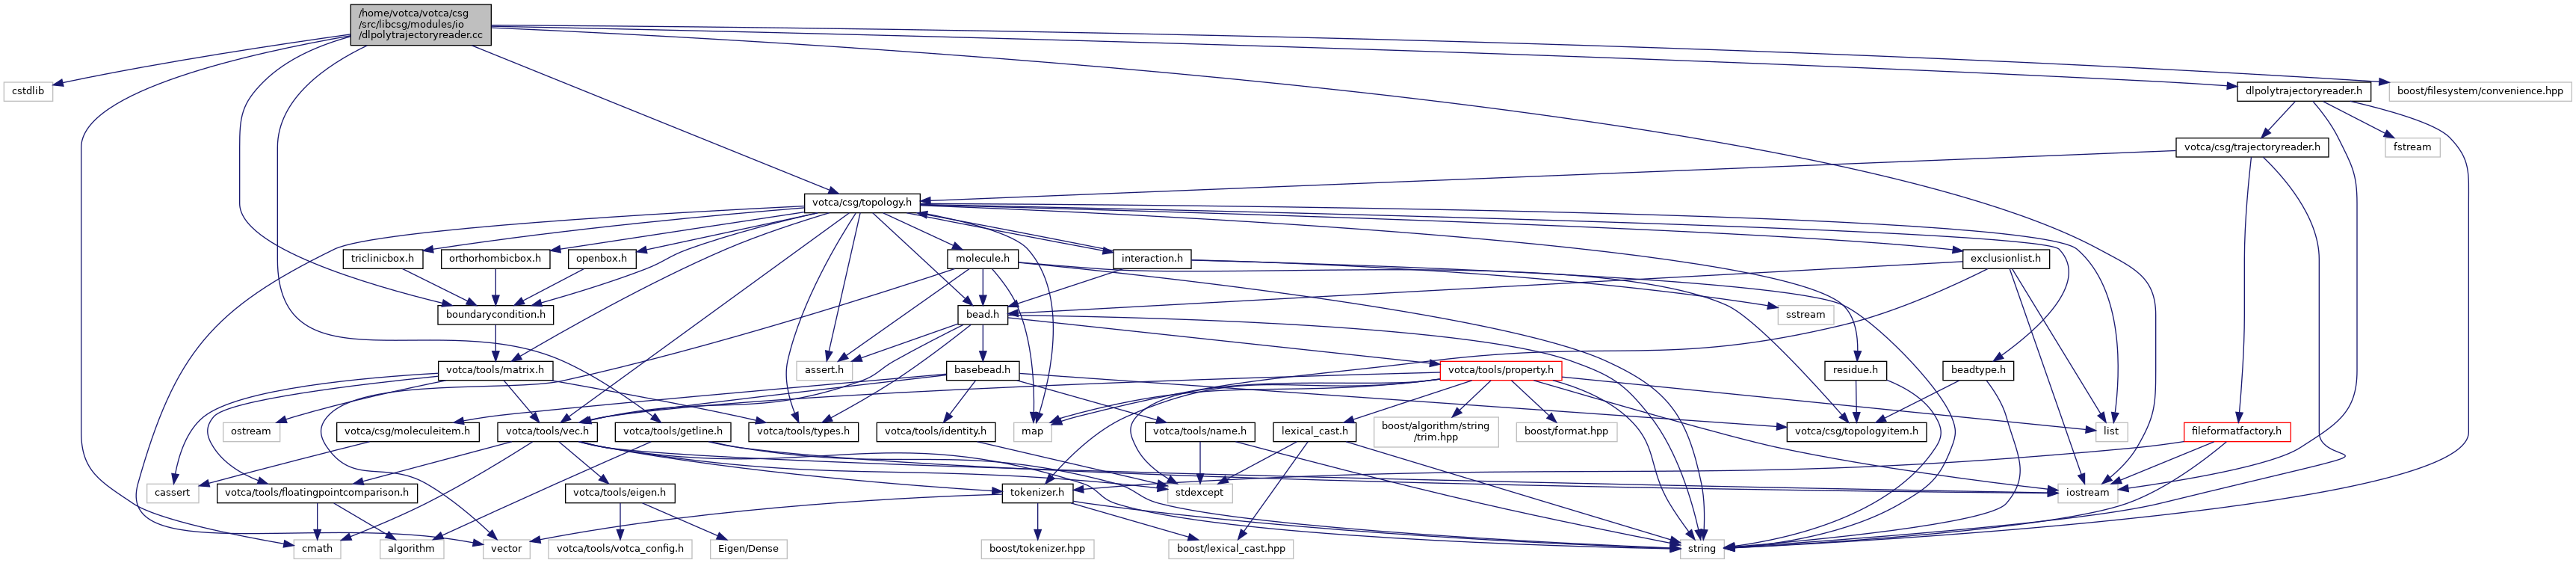 /home/votca/votca/csg
/src/libcsg/modules/io
/dlpolytrajectoryreader.cc
cstdlib
dlpolytrajectoryreader.h
boost/filesystem/convenience.hpp
votca/csg/trajectoryreader.h
fstream
votca/csg/topology.h
triclinicbox.h
orthorhombicbox.h
openbox.h
molecule.h
interaction.h
exclusionlist.h
boundarycondition.h
bead.h
sstream
votca/tools/matrix.h
assert.h
basebead.h
votca/tools/property.h
residue.h
beadtype.h
ostream
votca/csg/moleculeitem.h
votca/tools/vec.h
votca/tools/getline.h
votca/tools/types.h
votca/tools/identity.h
map
votca/tools/name.h
lexical_cast.h
boost/algorithm/string
/trim.hpp
boost/format.hpp
votca/csg/topologyitem.h
list
fileformatfactory.h
cassert
votca/tools/floatingpointcomparison.h
votca/tools/eigen.h
tokenizer.h
stdexcept
iostream
cmath
algorithm
vector
votca/tools/votca_config.h
Eigen/Dense
boost/tokenizer.hpp
boost/lexical_cast.hpp
string